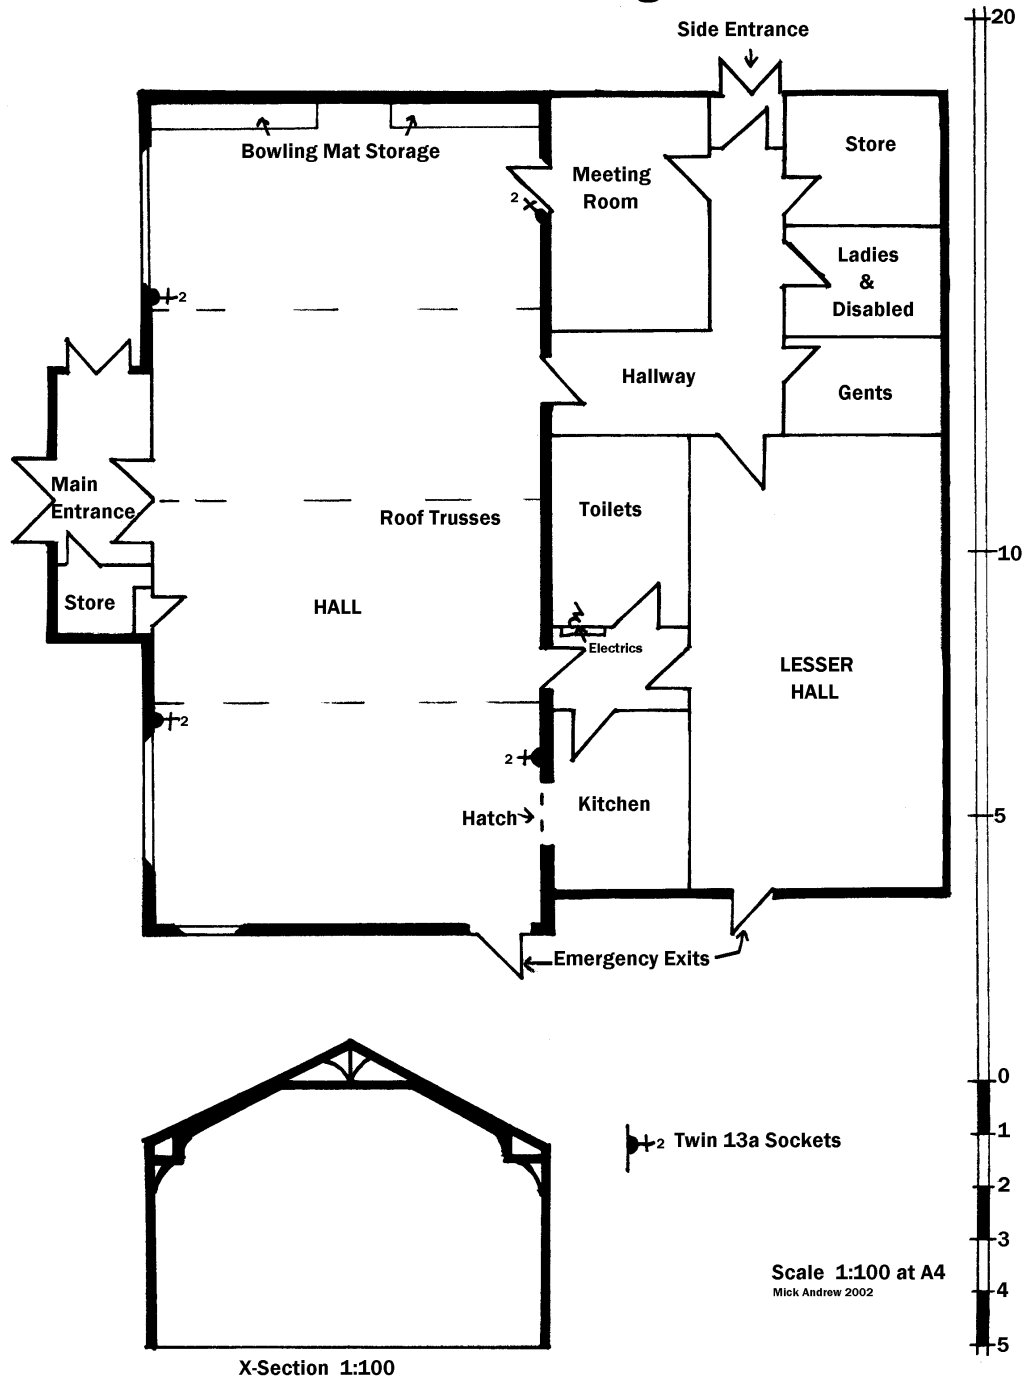 Side Entrance
20
Bowling Mat Storage
Meeting
Room
Store
2
Ladies
&
Disabled
2
Hallway
Gents
Main
Entrance
Roof Trusses
Toilets
10
Store
HALL
Electrics
LESSER
HALL
2
2
Hatch
Kitchen
5
Emergency Exits
0
1
2
3
4
5
2 Twin 13a Sockets
Scale 1:100 at A4
Mick Andrew 2002
X-Section 1:100